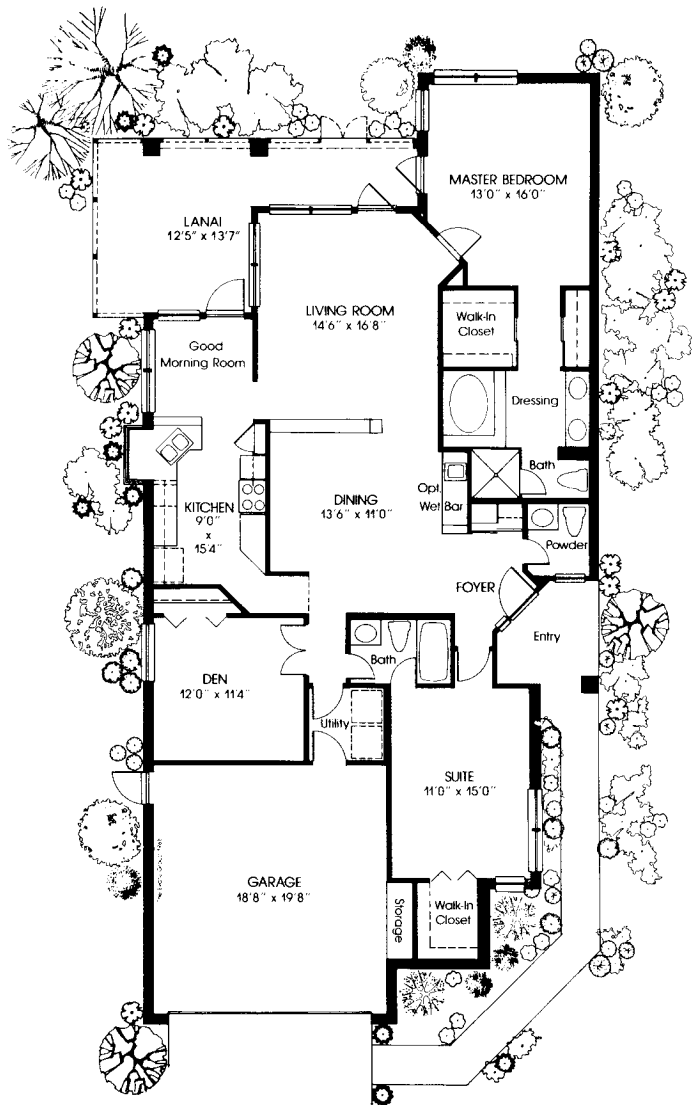 MASTER BEDROOM
13'0" x 16'0"
LANAI
12'5" x 13'7"
LIVING ROOM
14'6" x 16'8"
Walk-In
Closet
Good
Morning Room
Dressing
Bath
Opt.
Wet Bar
DINING
13'6" x 11'0"
KITCHEN
9'0"
x
15'4"
Powder
FOYER
Entry
Bath
DEN
12'0" x 11'4"
Utility
SUITE
11'0" x 15'0"
GARAGE
18'8" x 19'8"
Storage
Walk-In
Closet